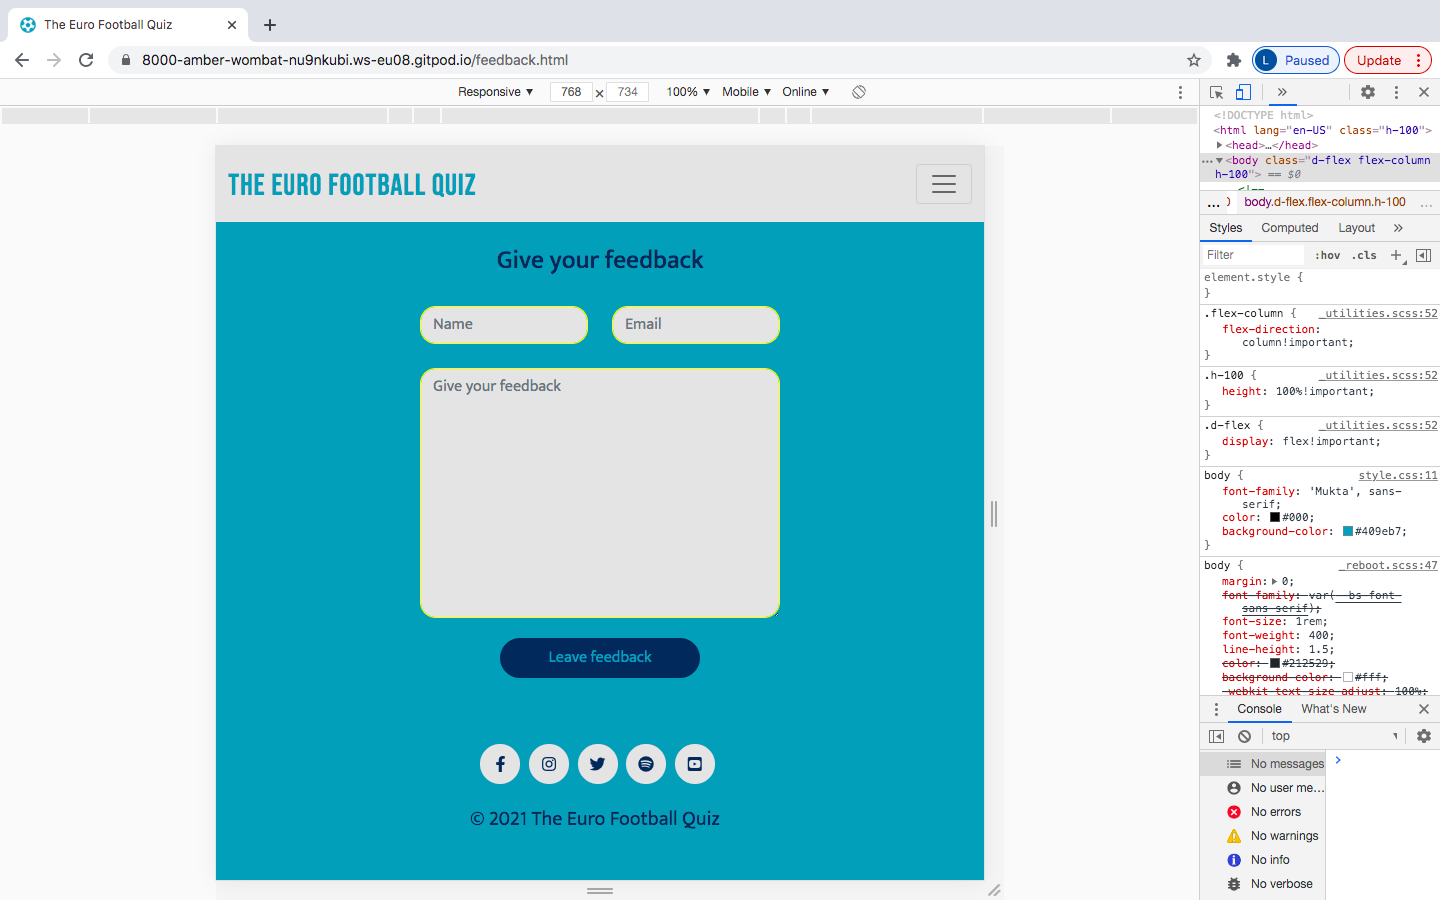 The Euro Football Quiz
8000-amber-wombat-nu9nkubi.ws-eu08.gitpod.io/feedback.html
L Paused
Update
Responsive 768 734 100% Mobile Online
THE EURO FOOTBALL QUIZ
Give your feedback
Name
Email
Give your feedback
Leave feedback
© 2021 The Euro Football Quiz
<!DOCTYPE html>
<html lang="en-US" class="h-100">
<head>…</head>
<body class="d-flex flex-column
h-100"> == $0
<!--
... body.d-flex.flex-column.h-100 ...
Styles Computed Layout
Filter :hov .cls
element.style {
}
.flex-column { _utilities.scss:52
flex-direction:
column!important;
}
.h-100 { _utilities.scss:52
height: 100%!important;
}
.d-flex { _utilities.scss:52
display: flex!important;
}
body { style.css:11
font-family: 'Mukta', sans-
serif;
color: #000;
background-color: #409eb7;
}
body { _reboot.scss:47
margin: 0;
font-family: var(--bs-font-
sans-serif);
font-size: 1rem;
font-weight: 400;
line-height: 1.5;
color: #212529;
background-color: #fff;
-webkit-text-size-adjust: 100%;
Console What's New
top
No messages
No user me...
No errors
No warnings
No info
No verbose